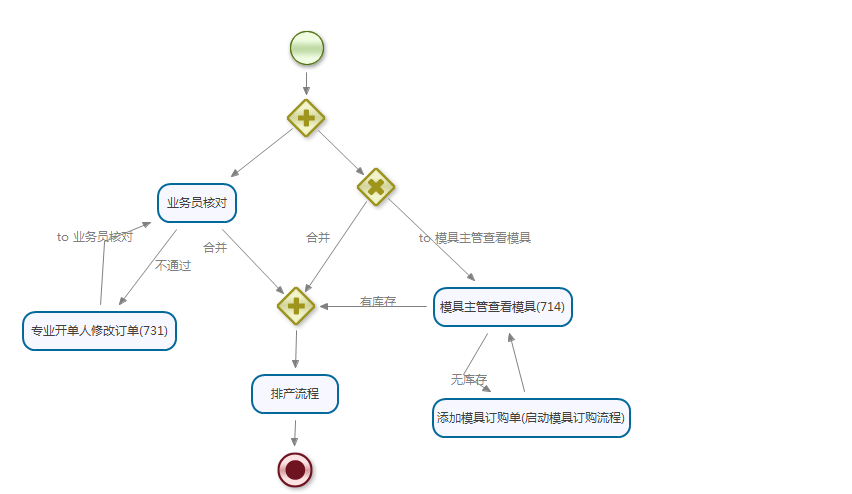 业务员核对
to 业务员核对
合并
合并
to 模具主管查看模具
不通过
有库存
模具主管查看模具(714)
专业开单人修改订单(731)
无库存
排产流程
添加模具订购单(启动模具订购流程)